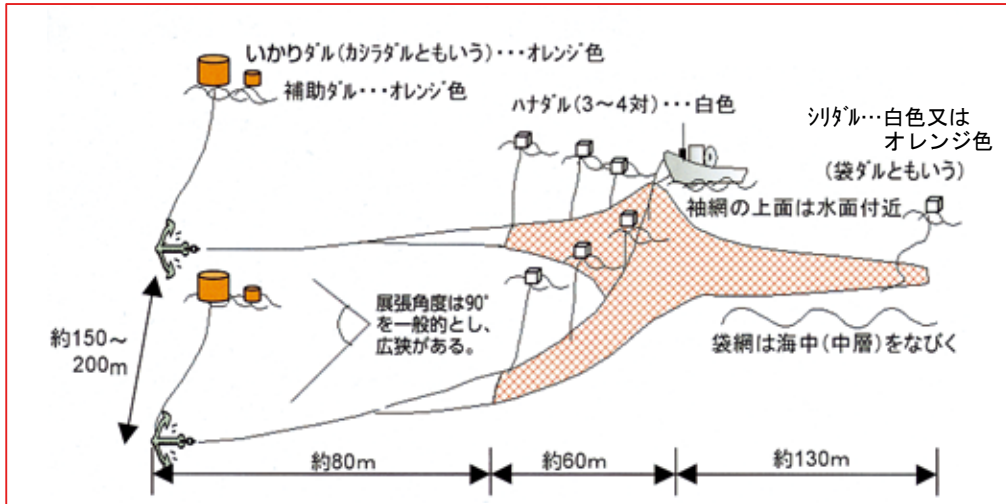 いかりﾀﾞﾙ(ｶｼﾗﾀﾞﾙともいう)･･･オレンジ色
補助ﾀﾞﾙ･･･オレンジ色
ﾊﾅﾀﾞﾙ(3～4対)･･･白色
ｼﾘﾀﾞﾙ…白色又は
オレンジ色
(袋ﾀﾞﾙともいう)
袖網の上面は水面付近
展張角度は90°
を一般的とし、
広狭がある。
袋網は海中(中層)をなびく
約150～
200m
約80m
約60m
約130m